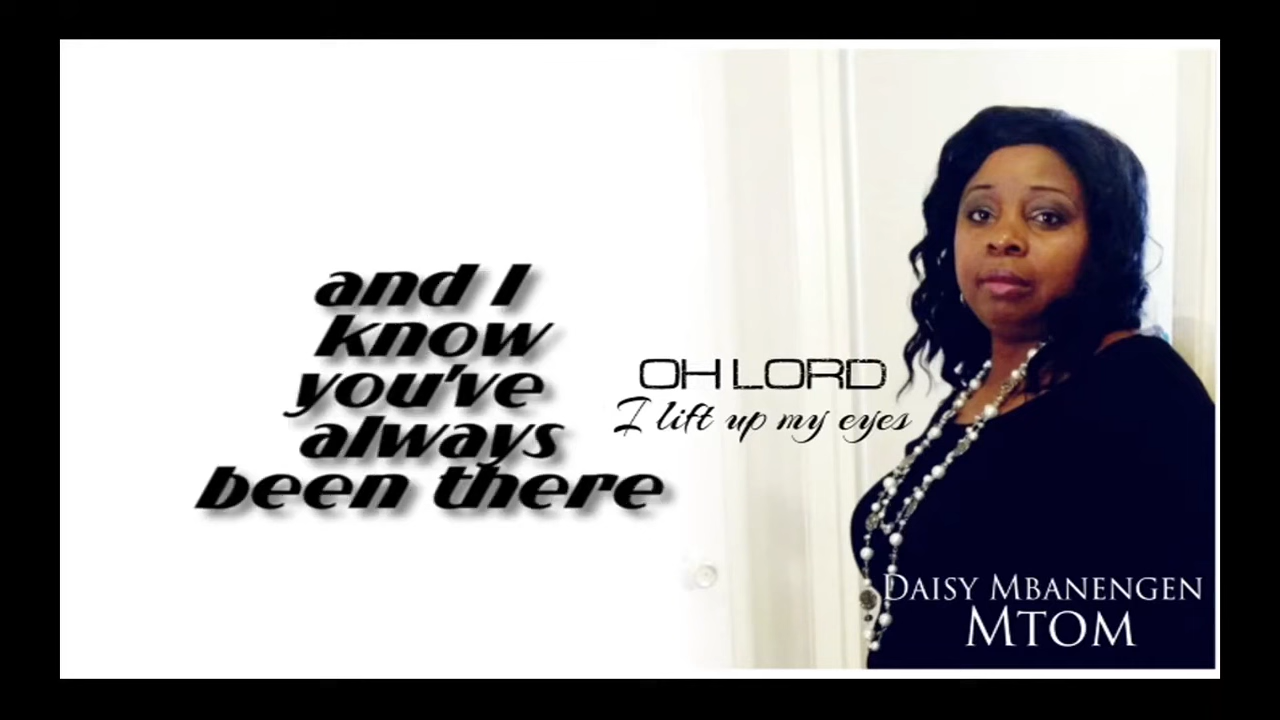 and I
know
you've
always
been there
OH LORD
I lift up my eyes
DAISY MBANENGEN
MTOM